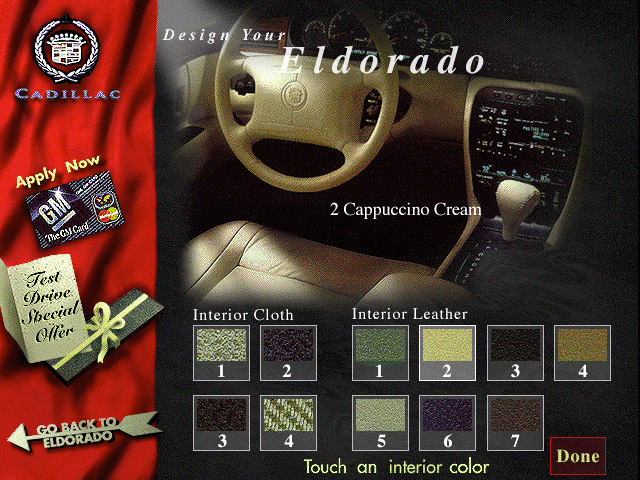 Design Your
Eldorado
CADILLAC
Apply Now
GM
The GM Card
2 Cappuccino Cream
Test
Drive
Special
Offer
Interior Cloth
1
2
3
4
Interior Leather
1
2
3
4
5
6
7
GO BACK TO
ELDORADO
Touch an interior color
Done